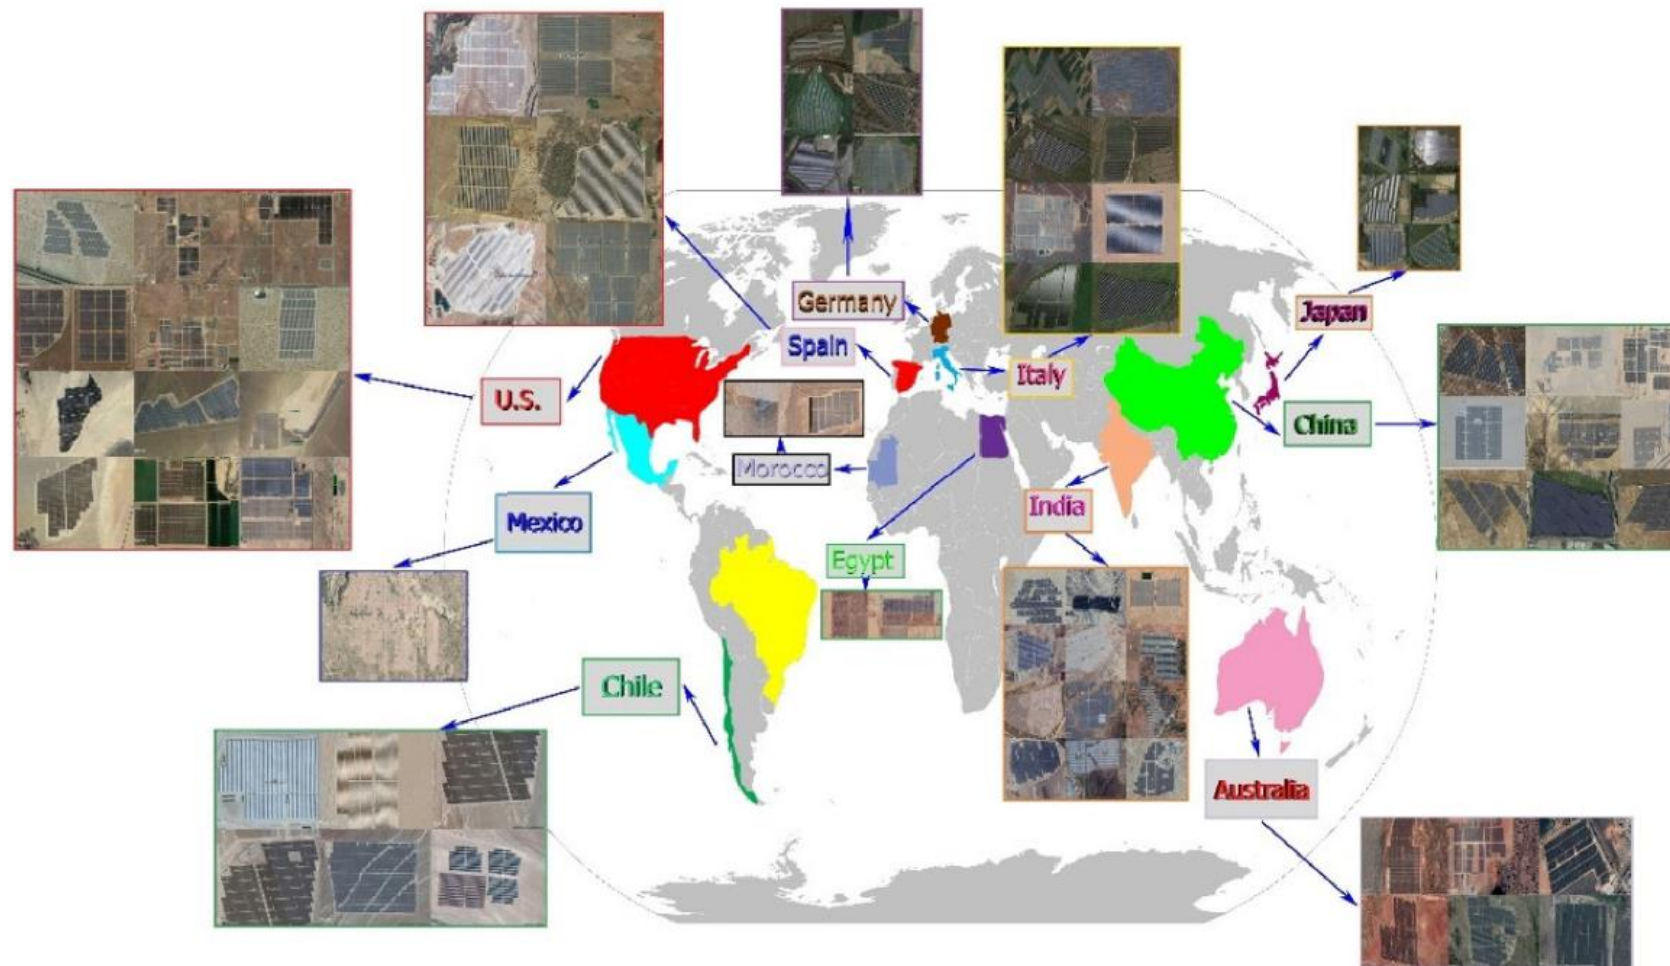 Germany
Japan
Spain
Italy
U.S.
China
Morocco
India
Mexico
Egypt
Chile
Australia